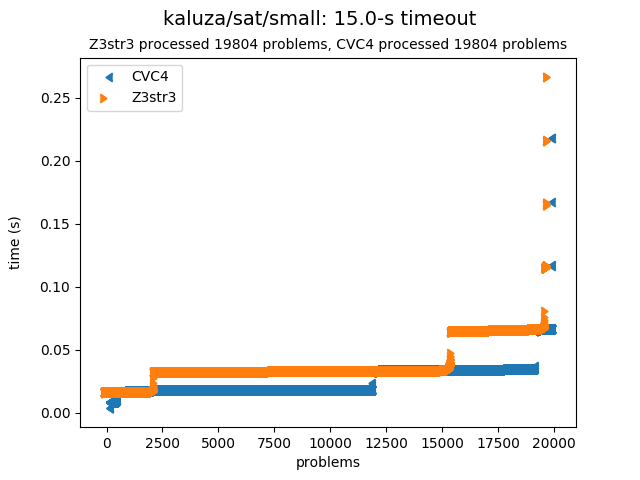 kaluza/sat/small: 15.0-s timeout
Z3str3 processed 19804 problems, CVC4 processed 19804 problems
CVC4
Z3str3
0.25
0.20
0.15
0.10
0.05
0.00
time (s)
0 2500 5000 7500 10000 12500 15000 17500 20000
problems